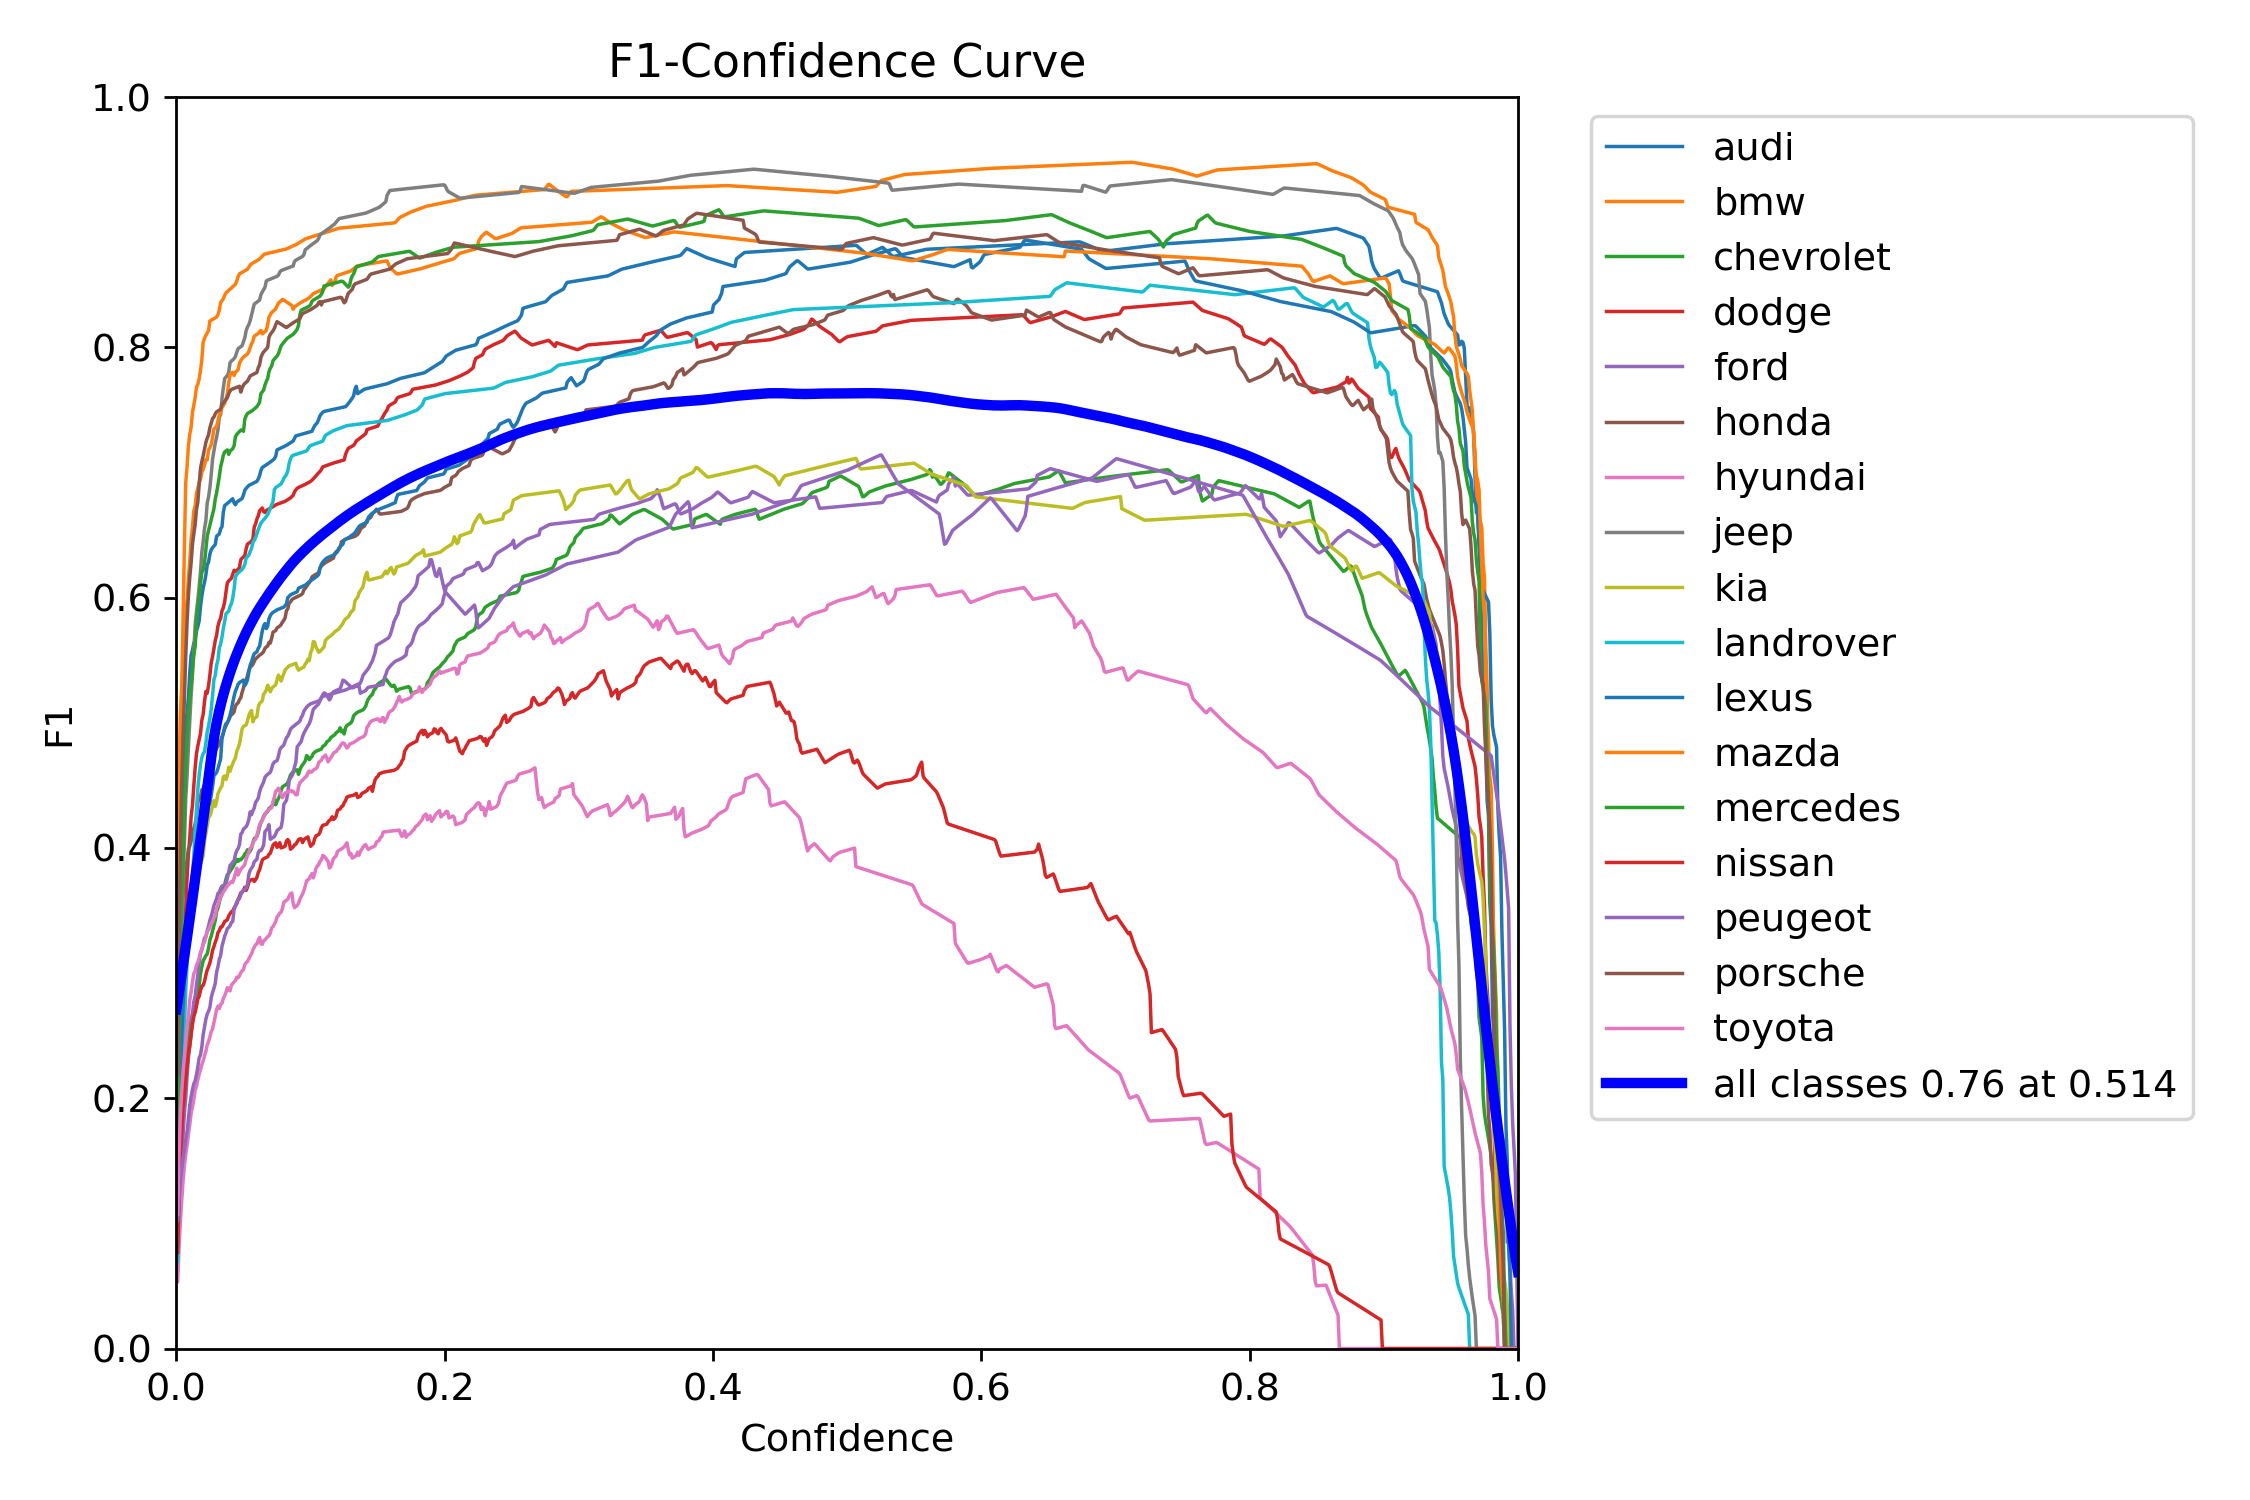 F1-Confidence Curve
1.0
0.8
0.6
0.4
0.2
0.0
F1
0.0 0.2 0.4 0.6 0.8 1.0
Confidence
audi
bmw
chevrolet
dodge
ford
honda
hyundai
jeep
kia
landrover
lexus
mazda
mercedes
nissan
peugeot
porsche
toyota
all classes 0.76 at 0.514